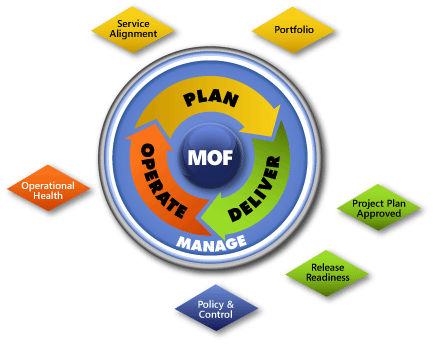 Service
Alignment
Portfolio
PLAN
MOF
OPERATE
DELIVER
MANAGE
Operational
Health
Project Plan
Approved
Release
Readiness
Policy &
Control